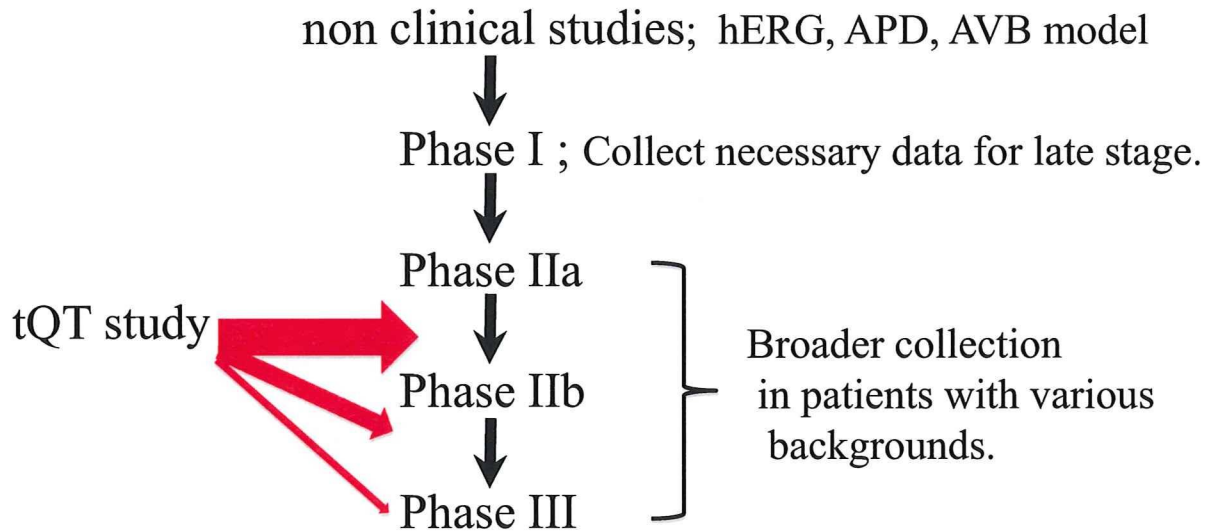 non clinical studies; hERG, APD, AVB model
Phase I ; Collect necessary data for late stage.
Phase IIa
tQT study
Broader collection
in patients with various
backgrounds.
Phase IIb
Phase III